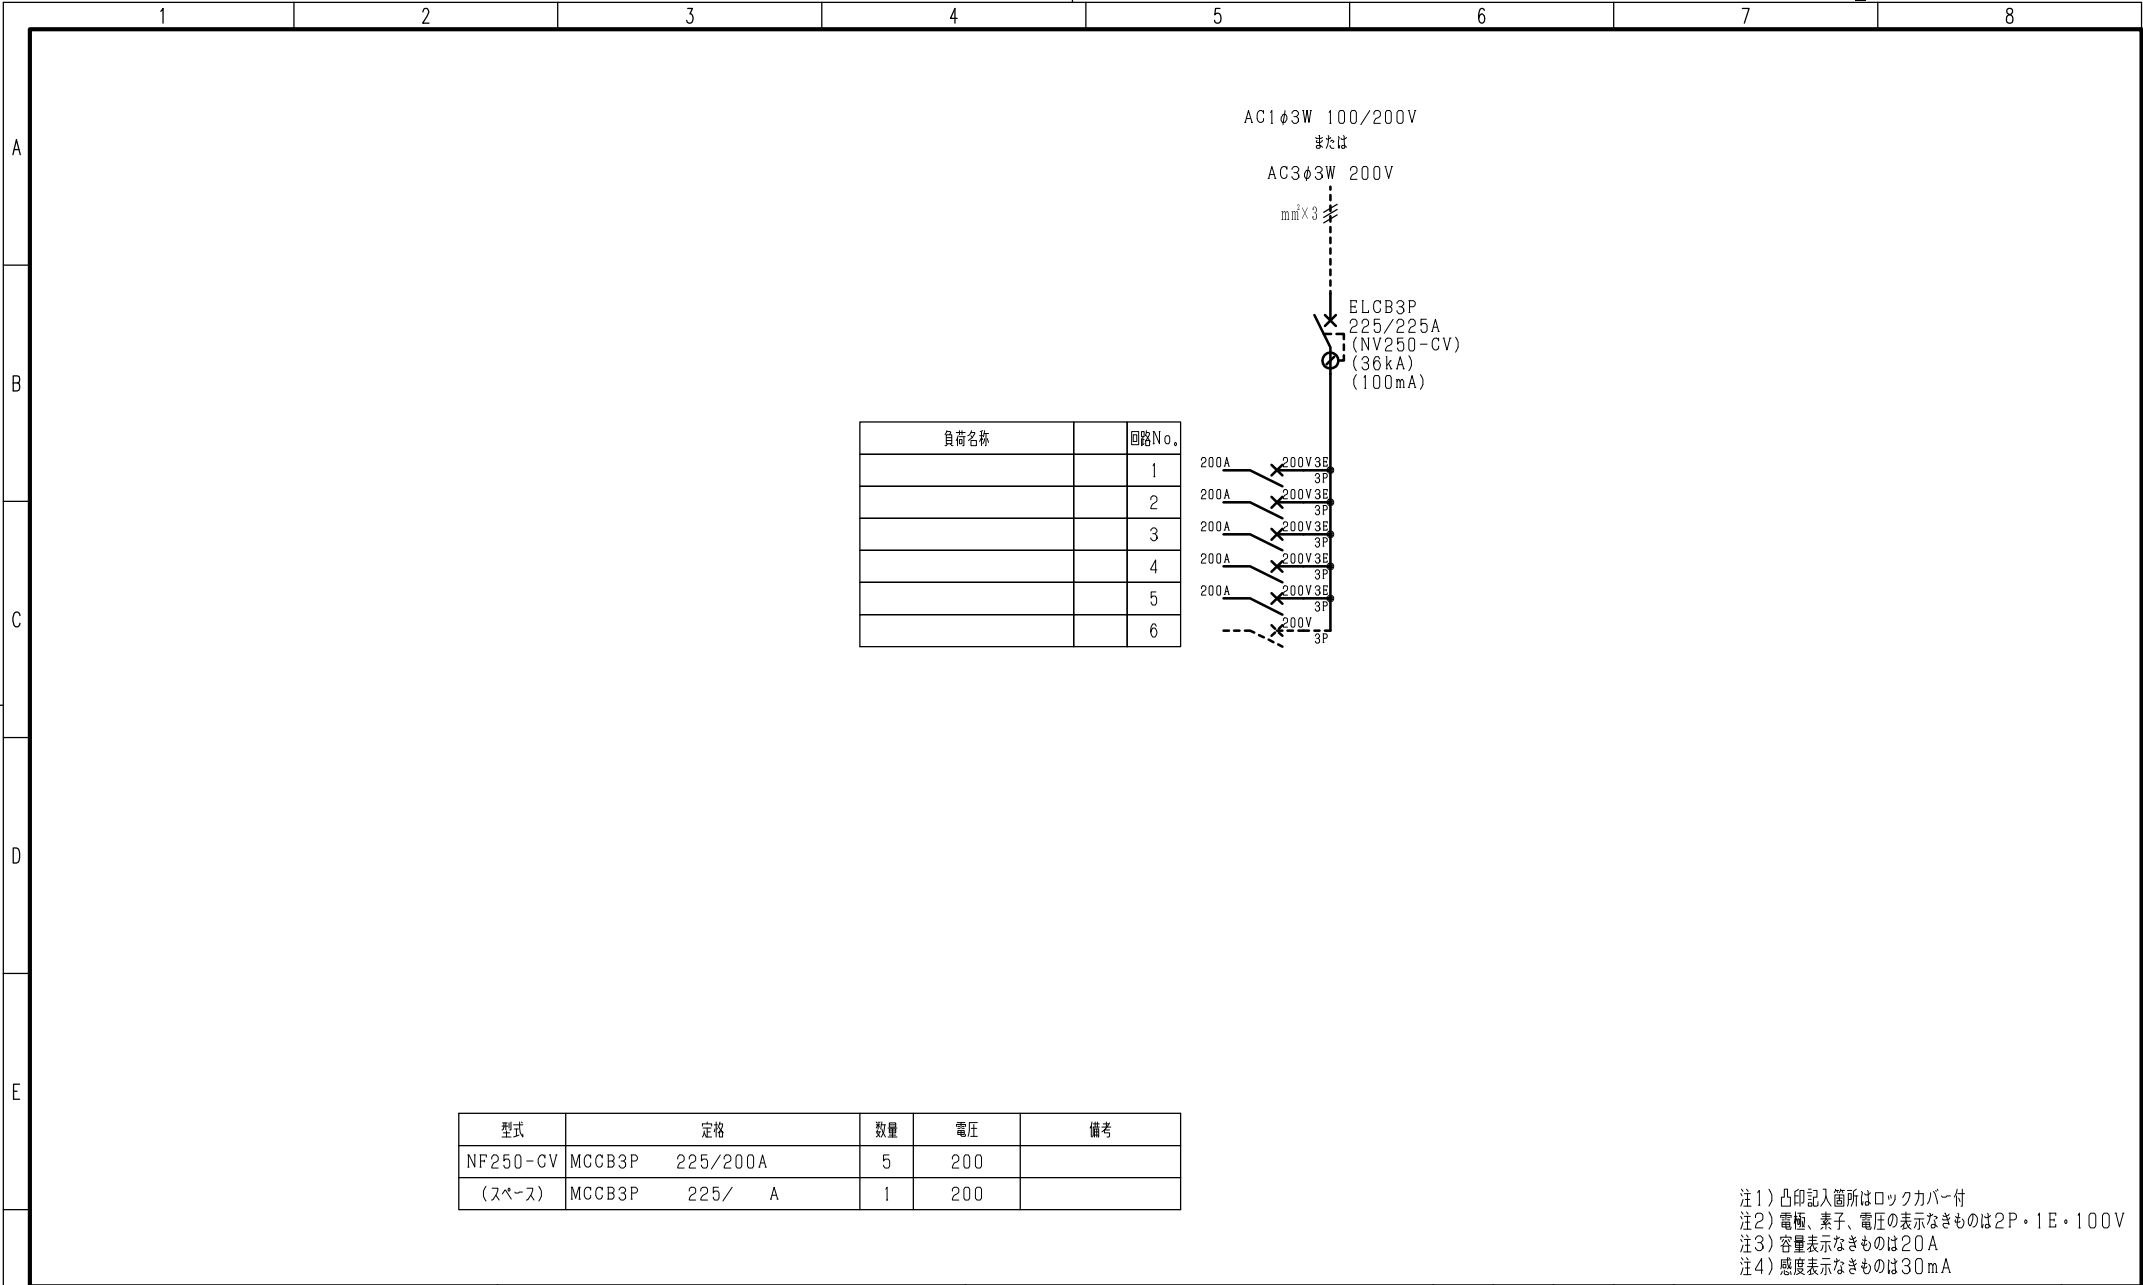 1 2 3 4 5 6 7 8
A
B
C
D
E
AC1φ3W 100/200V
または
AC3φ3W 200V
mm²×3
ELCB3P
225/225A
(NV250-CV)
(36kA)
(100mA)
負荷名称 回路No。
1 200A 200V3E
3P
2 200A 200V3E
3P
3 200A 200V3E
3P
4 200A 200V3E
3P
5 200A 200V3E
3P
6 200V
3P
型式 定格 数量 電圧 備考
NF250-CV MCCB3P 225/200A 5 200
(スペース) MCCB3P 225/ A 1 200
注1) 凸印記入箇所はロックカバー付
注2) 電極、素子、電圧の表示なきものは2P・1E・100V
注3) 容量表示なきものは20A
注4) 感度表示なきものは30mA